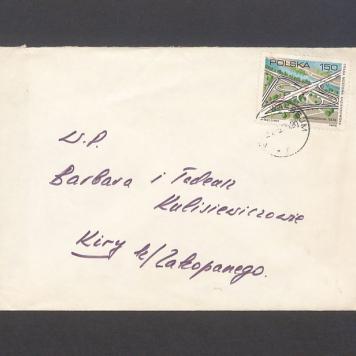 POLSKA 150
W.P.
Barbara i Tadeusz
Kulisiewiczowie
Kiry k/Zakopanego.